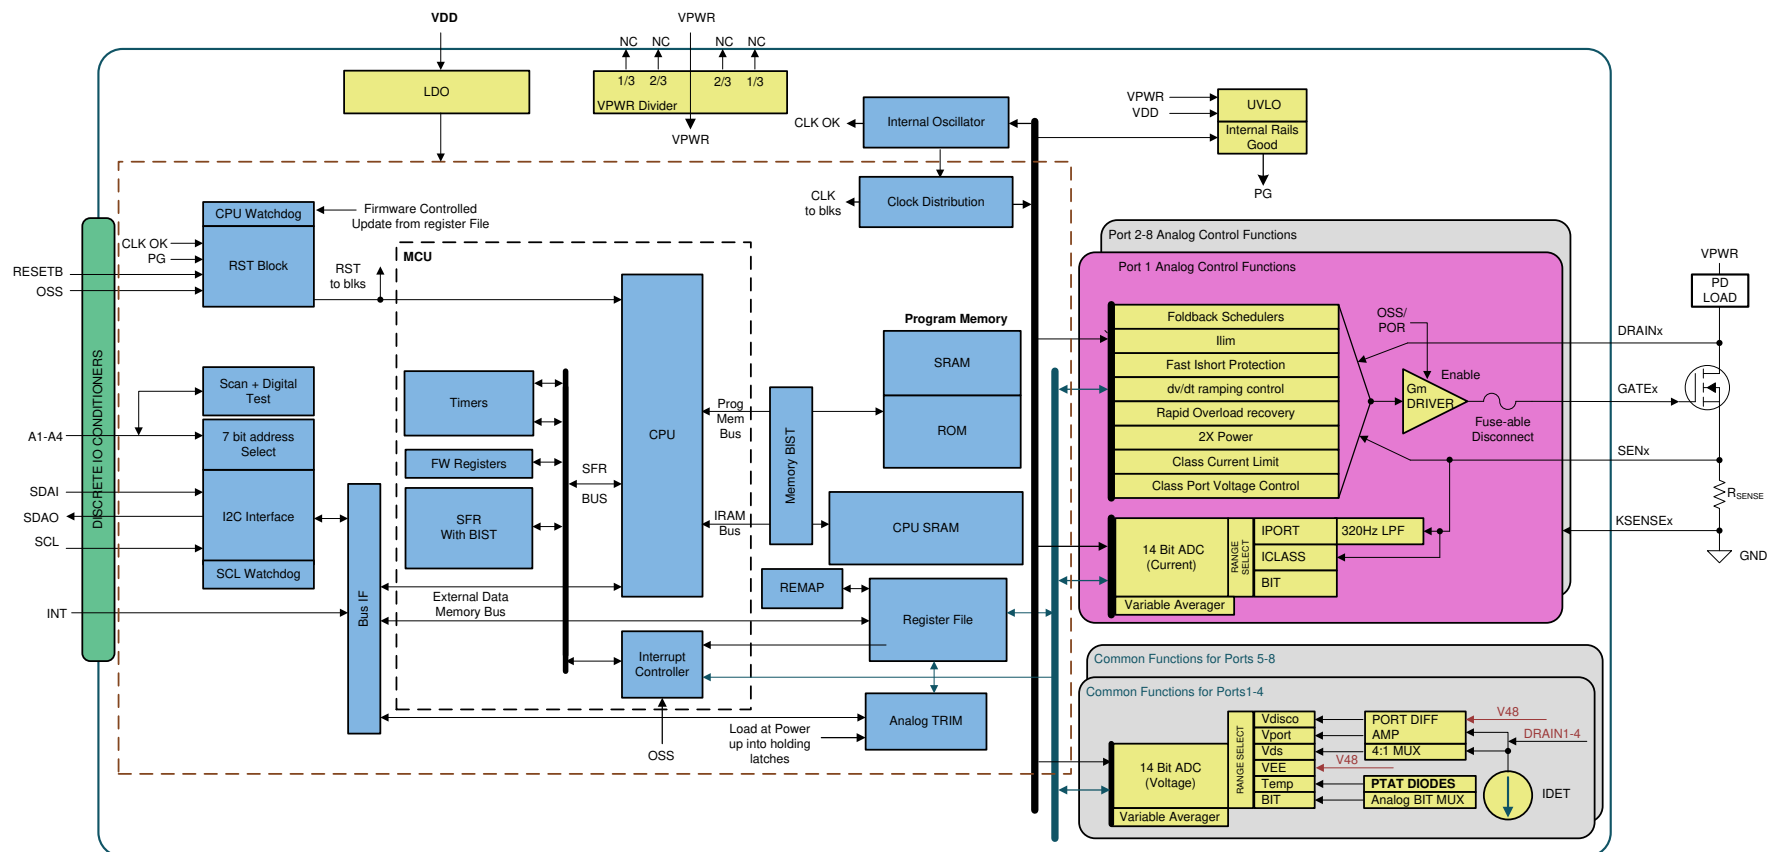 VDD
VPWR
NC
NC
NC
NC
1/3
2/3
2/3
1/3
LDO
VPWR Divider
VPWR
CLK OK
Internal Oscillator
VPWR
VDD
UVLO
Internal Rails
Good
PG
CLK
to blks
Clock Distribution
CPU Watchdog
Firmware Controlled
Update from register File
CLK OK
PG
RESETB
OSS
RST Block
RST
to blks
MCU
DISCRETE IO CONDITIONERS
Scan + Digital
Test
A1-A4
7 bit address
Select
SDAI
SDAO
SCL
I2C Interface
SCL Watchdog
INT
Bus IF
Timers
FW Registers
SFR
With BIST
SFR
BUS
CPU
External Data
Memory Bus
Interrupt
Controller
OSS
Prog
Mem
Bus
IRAM
Bus
Memory BIST
Program Memory
SRAM
ROM
CPU SRAM
REMAP
Register File
Analog TRIM
Load at Power
up into holding
latches
Port 2-8 Analog Control Functions
Port 1 Analog Control Functions
Foldback Schedulers
Ilim
Fast Ishort Protection
dv/dt ramping control
Rapid Overload recovery
2X Power
Class Current Limit
Class Port Voltage Control
OSS/
POR
Enable
Gm
DRIVER
Fuse-able
Disconnect
VPWR
PD
LOAD
DRAINx
GATEx
SENx
RSENSE
KSENSEx
GND
14 Bit ADC
(Current)
RANGE
SELECT
IPORT
320Hz LPF
ICLASS
BIT
Variable Averager
Common Functions for Ports 5-8
Common Functions for Ports1-4
14 Bit ADC
(Voltage)
RANGE SELECT
Vdisco
Vport
Vds
VEE
Temp
BIT
Variable Averager
PORT DIFF
AMP
4:1 MUX
V48
DRAIN1-4
V48
PTAT DIODES
Analog BIT MUX
IDET